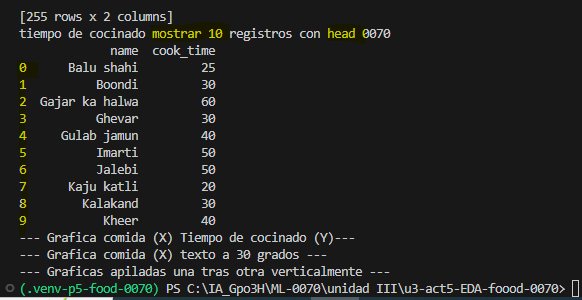 [255 rows x 2 columns]
tiempo de cocinado mostrar 10 registros con head 0070
name cook_time
0 Balu shahi 25
1 Boondi 30
2 Gajar ka halwa 60
3 Ghevar 30
4 Gulab jamun 40
5 Imarti 50
6 Jalebi 50
7 Kaju katli 20
8 Kalakand 30
9 Kheer 40
--- Grafica comida (X) Tiempo de cocinado (Y)---
--- Grafica comida (X) texto a 30 grados ---
--- Graficas apiladas una tras otra verticalmente ---
(.venv-p5-food-0070) PS C:\IA_Gpo3H\ML-0070\unidad III\u3-act5-EDA-foood-0070>